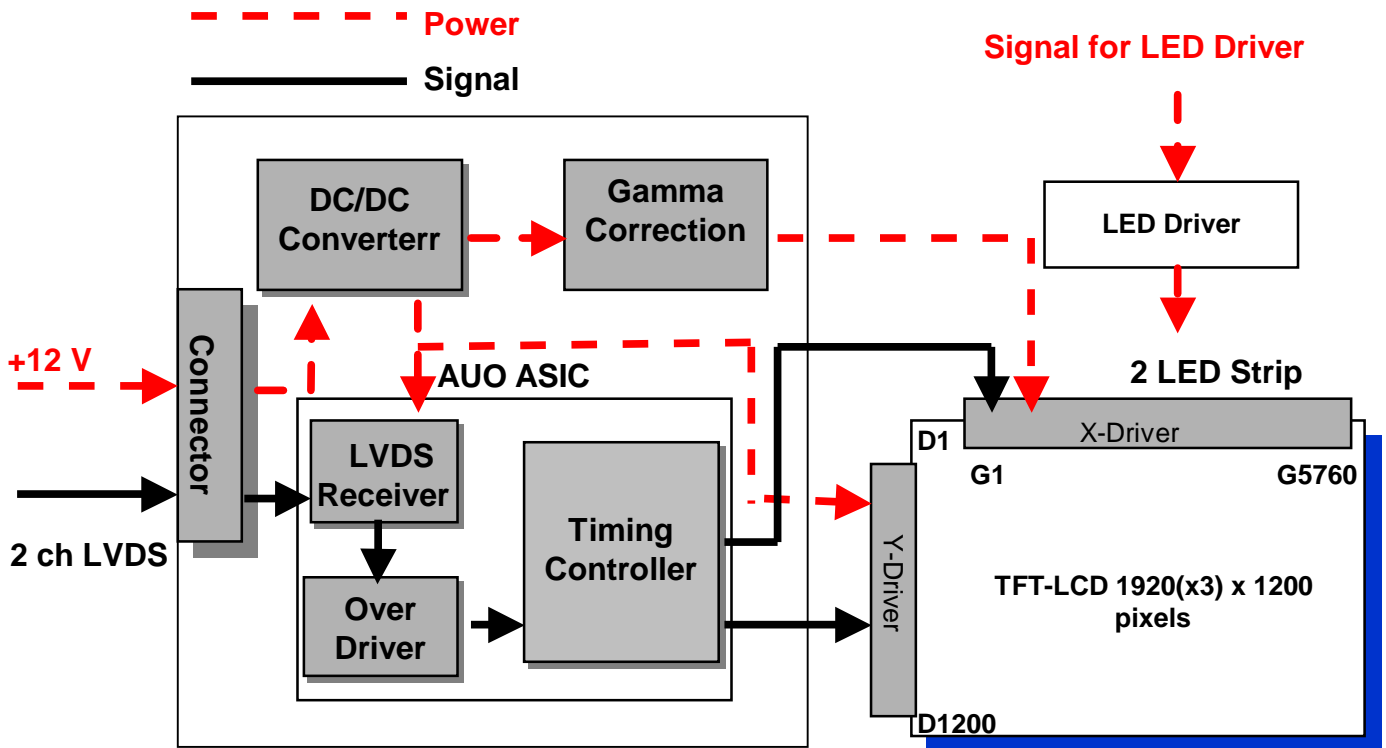 Power
Signal
Signal for LED Driver
DC/DC
Converterr
Gamma
Correction
LED Driver
+12 V
Connector
AUO ASIC
2 LED Strip
D1
X-Driver
G1
G5760
LVDS
Receiver
Timing
Controller
2 ch LVDS
Over
Driver
Y-Driver
TFT-LCD 1920(x3) x 1200
pixels
D1200